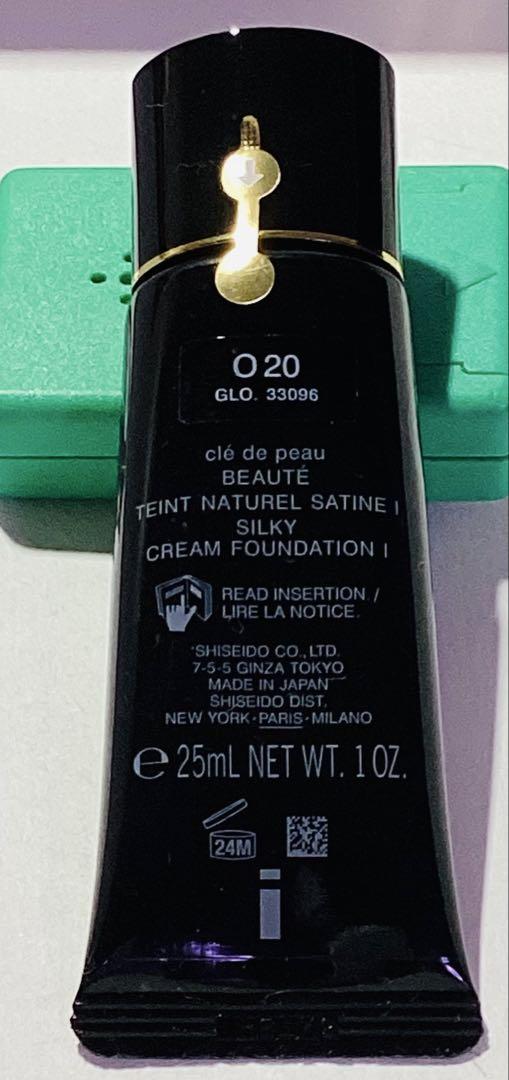 O 20
GLO. 33096
clé de peau
BEAUTÉ
TEINT NATUREL SATINE I
SILKY
CREAM FOUNDATION I
READ INSERTION /
LIRE LA NOTICE.
SHISEIDO CO., LTD.
7-5-5 GINZA TOKYO
MADE IN JAPAN
SHISEIDO DIST.
NEW YORK-PARIS-MILANO
℮ 25mL NET WT. 1 OZ.
24M
i